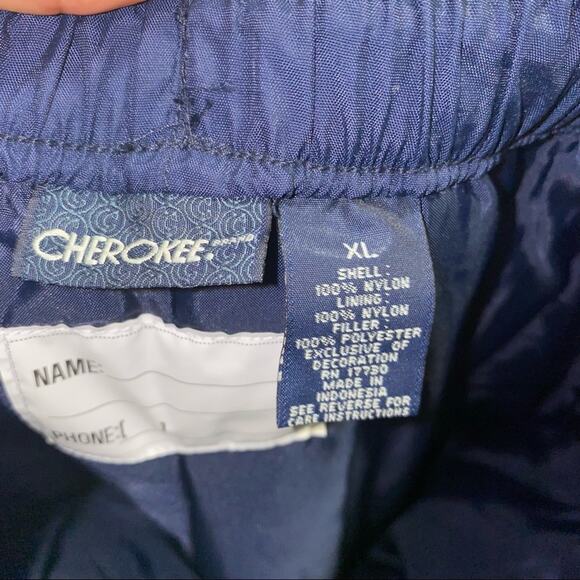 CHEROKEE. BRAND
XL
SHELL:
100% NYLON
LINING:
100% NYLON
FILLER:
100% POLYESTER
EXCLUSIVE OF
DECORATION
RN 17730
MADE IN
INDONESIA
SEE REVERSE FOR
CARE INSTRUCTIONS
NAME:
PHONE:( )